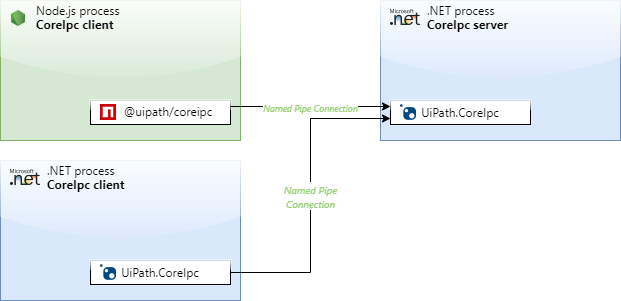 Node.js process
CoreIpc client
@uipath/coreipc
Named Pipe Connection
Microsoft
.net
.NET process
CoreIpc server
UiPath.CoreIpc
Microsoft
.net
.NET process
CoreIpc client
Named Pipe
Connection
UiPath.CoreIpc